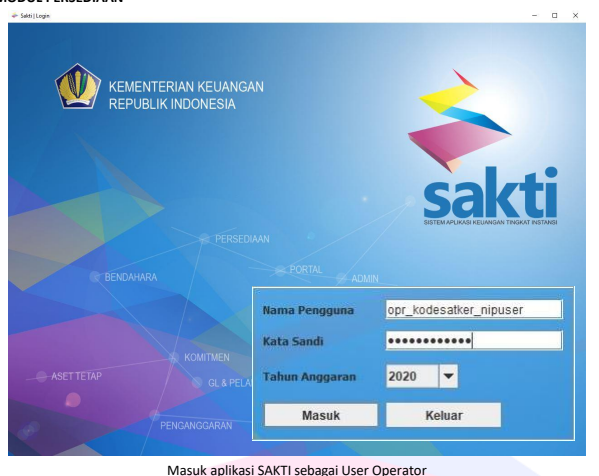 MODUL PERSEDIAAN
Sakti | Login
KEMENTERIAN KEUANGAN
REPUBLIK INDONESIA
sakti
SISTEM APLIKASI KEUANGAN TINGKAT INSTANSI
PERSEDIAAN
PORTAL
BENDAHARA
ADMIN
Nama Pengguna opr_kodesatker_nipuser
Kata Sandi ••••••••••••
KOMITMEN
ASET TETAP
GL & PELA
Tahun Anggaran 2020
Masuk Keluar
PENGANGGARAN
Masuk aplikasi SAKTI sebagai User Operator